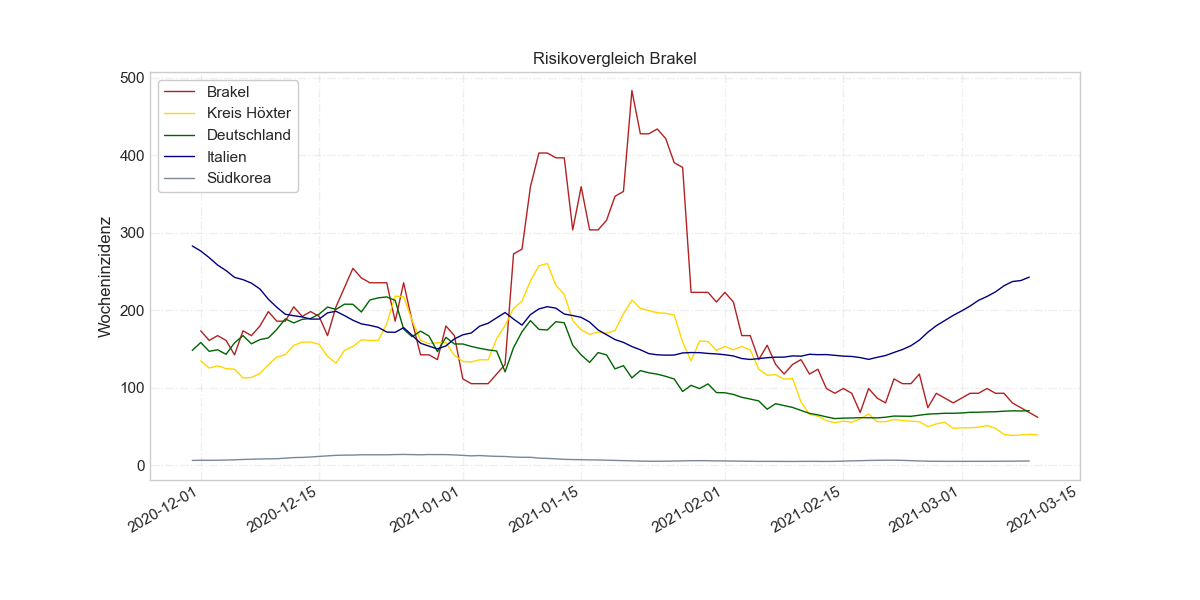 Risikovergleich Brakel
Wocheninzidenz
500
400
300
200
100
0
Brakel
Kreis Höxter
Deutschland
Italien
Südkorea
2020-12-01
2020-12-15
2021-01-01
2021-01-15
2021-02-01
2021-02-15
2021-03-01
2021-03-15